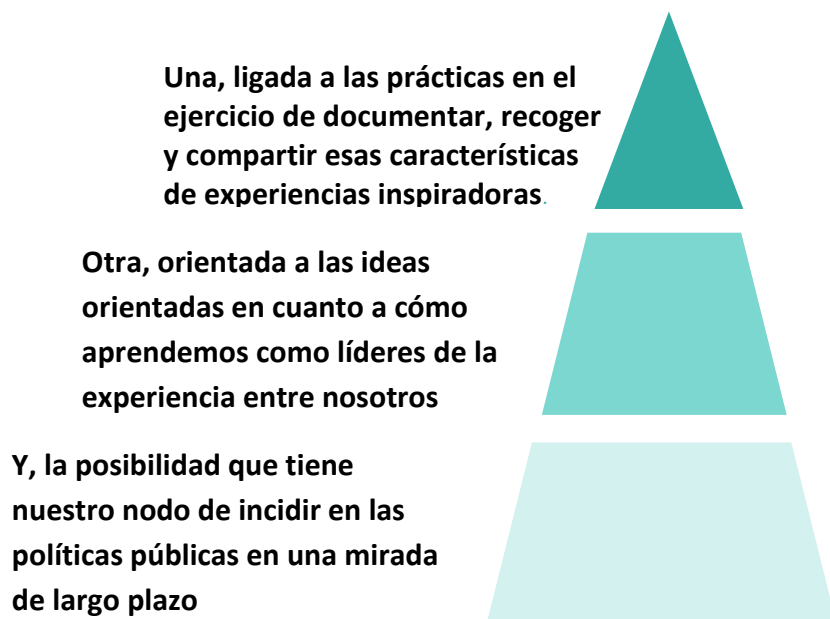 Una, ligada a las prácticas en el
ejercicio de documentar, recoger
y compartir esas características
de experiencias inspiradoras.
Otra, orientada a las ideas
orientadas en cuanto a cómo
aprendemos como líderes de la
experiencia entre nosotros
Y, la posibilidad que tiene
nuestro nodo de incidir en las
políticas públicas en una mirada
de largo plazo